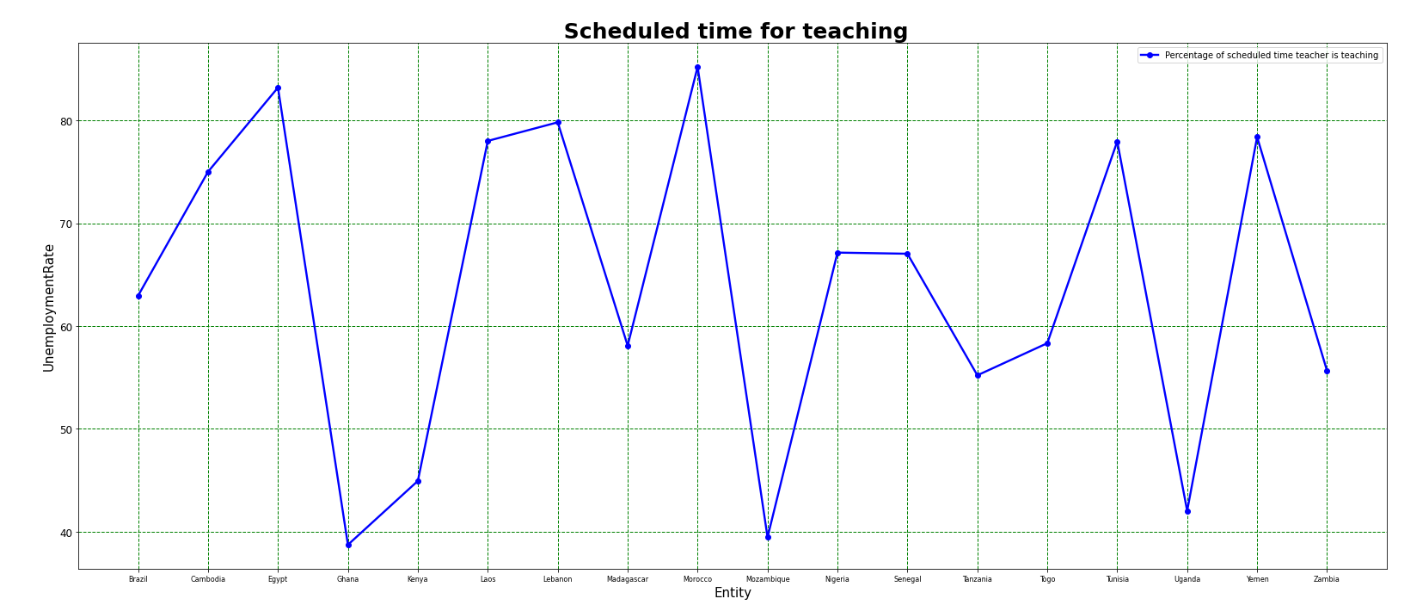 Scheduled time for teaching
Percentage of scheduled time teacher is teaching
UnemploymentRate
80
70
60
50
40
Brazil Cambodia Egypt Ghana Kenya Laos Lebanon Madagascar Morocco Mozambique Nigeria Senegal Tanzania Togo Tunisia Uganda Yemen Zambia
Entity